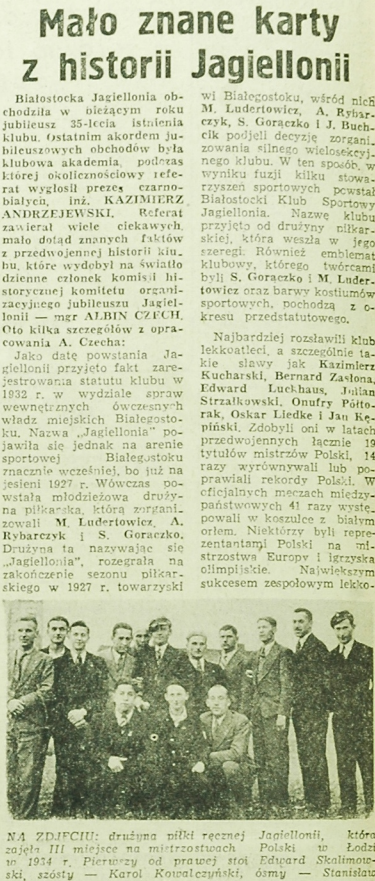 Mało znane karty
z historii Jagiellonii
Białostocka Jagiellonia ob-
chodziła w bieżącym roku
jubileusz 35-lecia istnienia
klubu. Ostatnim akordem ju-
bileuszowych obchodów była
klubowa akademia, podczas
której okolicznościowy refe-
rat wygłosił prezes czarno-
białych, inż. KAZIMIERZ
ANDRZEJEWSKI. Referat
zawierał wiele ciekawych,
mało dotąd znanych faktów
z przedwojennej historii klu-
bu, które wydobył na światło
dzienne członek komisji hi-
storycznej komitetu organi-
zacyjnego jubileuszu Jagiel-
lonii — mgr ALBIN CZECH.
Oto kilka szczegółów z opra-
cowania A. Czecha:
Jako datę powstania Ja-
giellonii przyjęto fakt zare-
jestrowania statutu klubu w
1932 r. w wydziale spraw
wewnętrznych ówczesnych
władz miejskich Białegosto-
ku. Nazwa „Jagiellonia" po-
jawiła się jednak na arenie
sportowej Białegostoku
znacznie wcześniej, bo już na
jesieni 1927 r. Wówczas po-
wstała młodzieżowa druży-
na piłkarska, którą zorgani-
zowali M. Ludertowicz, A.
Rybarczyk i S. Goraczko.
Drużyna ta nazywając się
„Jagiellonia", rozegrała na
zakończenie sezonu piłkar-
skiego w 1927 r. towarzyski
wi Białegostoku, wśród nich
M. Ludertowicz, A. Rybar-
czyk, S. Goraczko i J. Buch-
cik podjęli decyzję zorgani-
zowania silnego wielosekcyj-
nego klubu. W ten sposób w
wyniku fuzji kilku stowa-
rzyszeń sportowych powstał
Białostocki Klub Sportowy
Jagiellonia. Nazwę klubu
przyjęto od drużyny piłkar-
skiej, która weszła w jego
szeregi. Również emblemat
klubowy, którego twórcami
byli S. Goraczko i M. Luder-
towicz oraz barwy kostiumów
sportowych, pochodzą z o-
kresu przedstatutowego.
Najbardziej rozsławili klub
lekkoatleci, a szczególnie ta-
kie sławy jak Kazimierz
Kucharski, Bernard Zasłona,
Edward Luckhaus, Julian
Strzałkowski, Onufry Półto-
rak, Oskar Liedke i Jan Kę-
piński. Zdobyli oni w latach
przedwojennych łącznie 19
tytułów mistrzów Polski, 14
razy wyrównywali lub po-
prawiali rekordy Polski. W
oficjalnych meczach między-
państwowych 41 razy wystę-
powali w koszulce z białym
orłem. Niektórzy byli repre-
zentantami Polski na mi-
strzostwa Europy i igrzyska
olimpijskie. Największym
sukcesem zespołowym lekko-
NA ZDJĘCIU: drużyna piłki ręcznej Jagiellonii, która
zajęła III miejsce na mistrzostwach Polski w Łodzi
w 1934 r. Pierwszy od prawej stoi Edward Skalimow-
ski, szósty — Karol Kowalczyński, ósmy — Stanisław